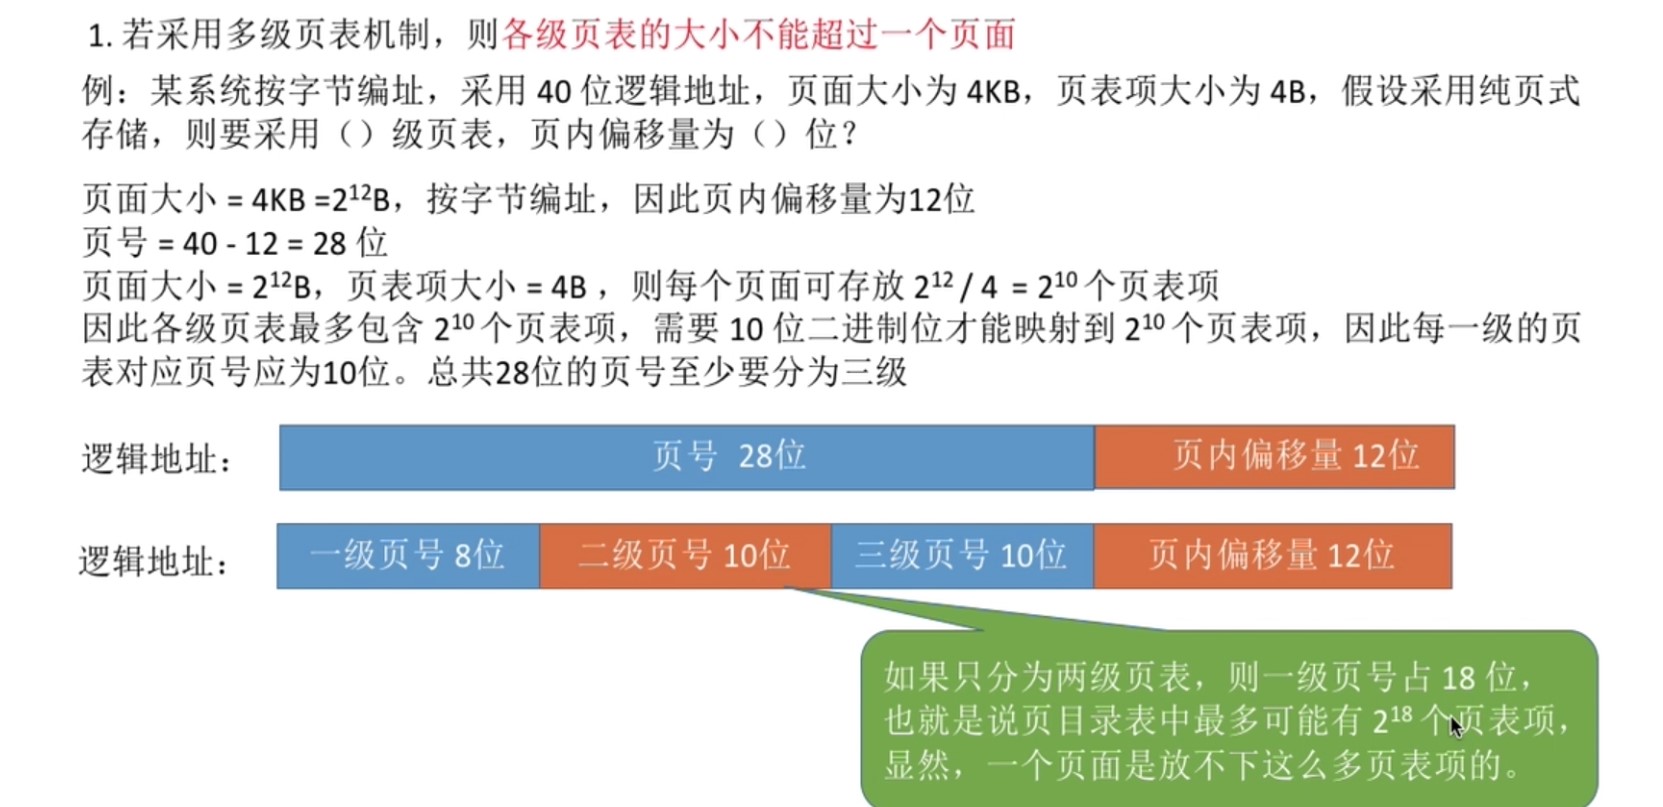 1. 若采用多级页表机制，则各级页表的大小不能超过一个页面
例：某系统按字节编址，采用 40 位逻辑地址，页面大小为 4KB，页表项大小为 4B，假设采用纯页式
存储，则要采用（）级页表，页内偏移量为（）位？
页面大小 = 4KB =2¹²B，按字节编址，因此页内偏移量为12位
页号 = 40 - 12 = 28 位
页面大小 = 2¹²B，页表项大小 = 4B ，则每个页面可存放 2¹² / 4 = 2¹⁰ 个页表项
因此各级页表最多包含 2¹⁰ 个页表项，需要 10 位二进制位才能映射到 2¹⁰ 个页表项，因此每一级的页
表对应页号应为10位。总共28位的页号至少要分为三级
逻辑地址： 页号 28位 页内偏移量 12位
逻辑地址： 一级页号 8位 二级页号 10位 三级页号 10位 页内偏移量 12位
如果只分为两级页表，则一级页号占 18 位，
也就是说页目录表中最多可能有 2¹⁸ 个页表项，
显然，一个页面是放不下这么多页表项的。